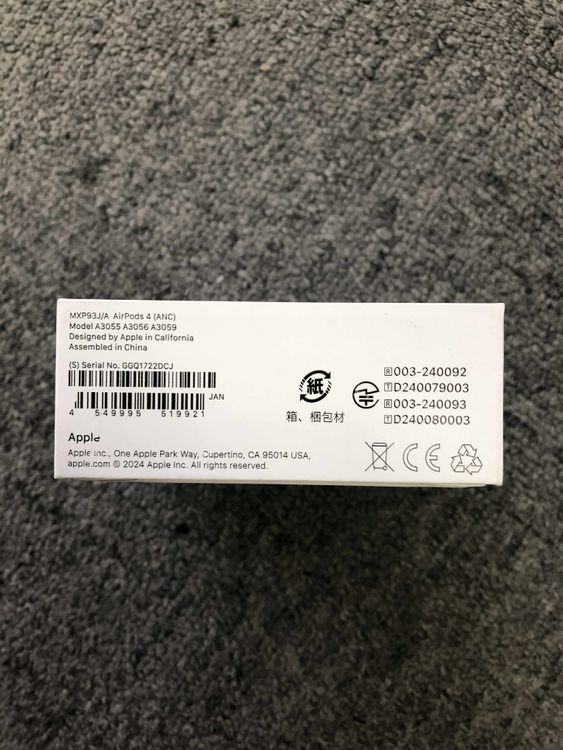 MXP93J/A AirPods 4 (ANC)
Model A3055 A3056 A3059
Designed by Apple in California
Assembled in China
(S) Serial No. GGQ1722DCJ
JAN
4 549995 519921
紙
箱、梱包材
R 003-240092
T D240079003
R 003-240093
T D240080003
Apple
Apple Inc., One Apple Park Way, Cupertino, CA 95014 USA,
apple.com © 2024 Apple Inc. All rights reserved.
CE